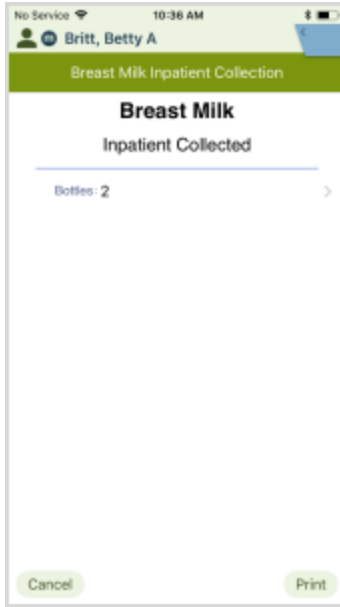 No Service 10:36 AM
Britt, Betty A
Breast Milk Inpatient Collection
Breast Milk
Inpatient Collected
Bottles: 2
Cancel Print